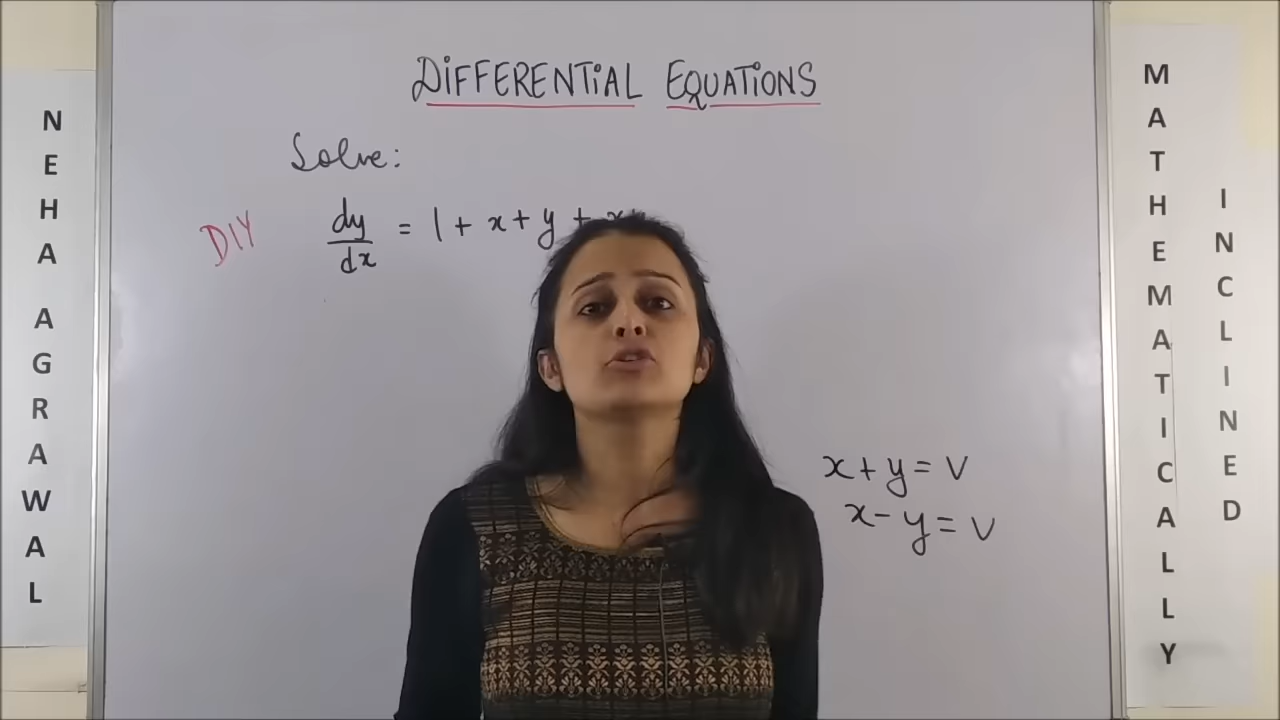 DIFFERENTIAL EQUATIONS
Solve:
DIY
dy/dx = 1 + x + y + x
x + y = v
x - y = v
NEHA AGRAWAL
MATHEMATICALLY
INCLINED